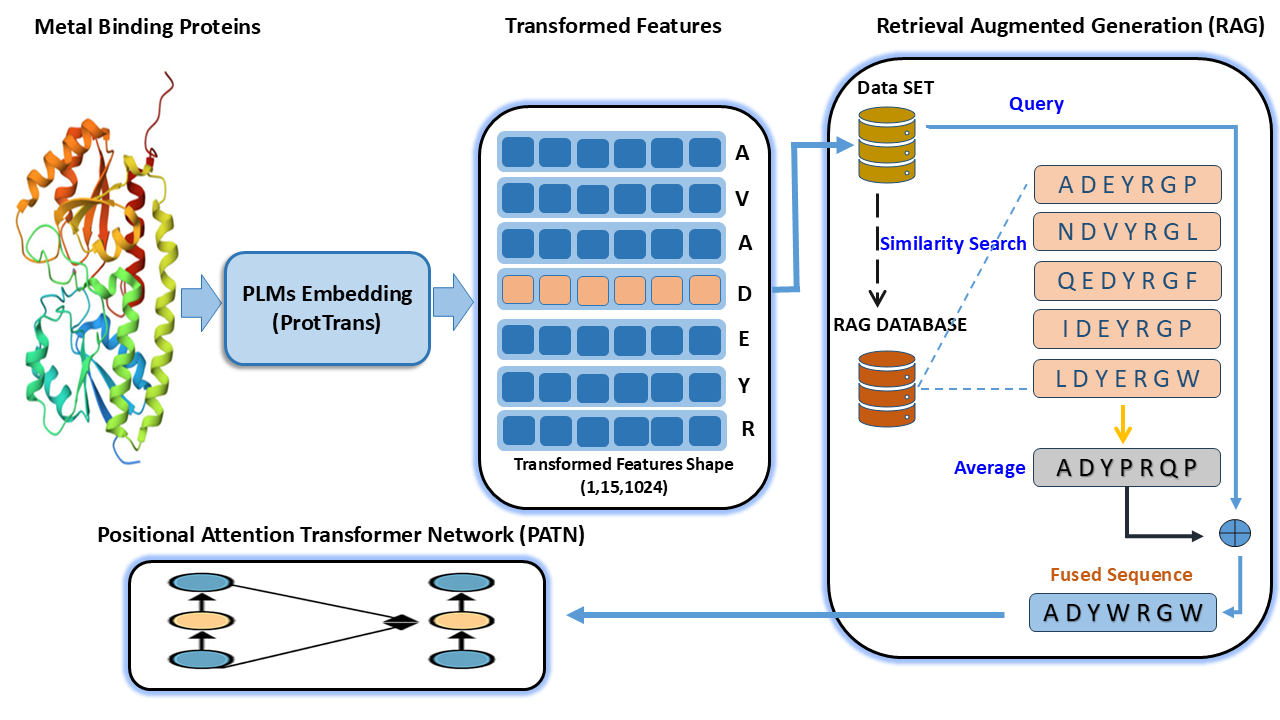 Metal Binding Proteins
Transformed Features
Retrieval Augmented Generation (RAG)
PLMs Embedding
(ProtTrans)
A
V
A
D
E
Y
R
Transformed Features Shape
(1,15,1024)
Data SET
Query
Similarity Search
RAG DATABASE
A D E Y R G P
N D V Y R G L
Q E D Y R G F
I D E Y R G P
L D Y E R G W
Average
A D Y P R Q P
Fused Sequence
A D Y W R G W
Positional Attention Transformer Network (PATN)